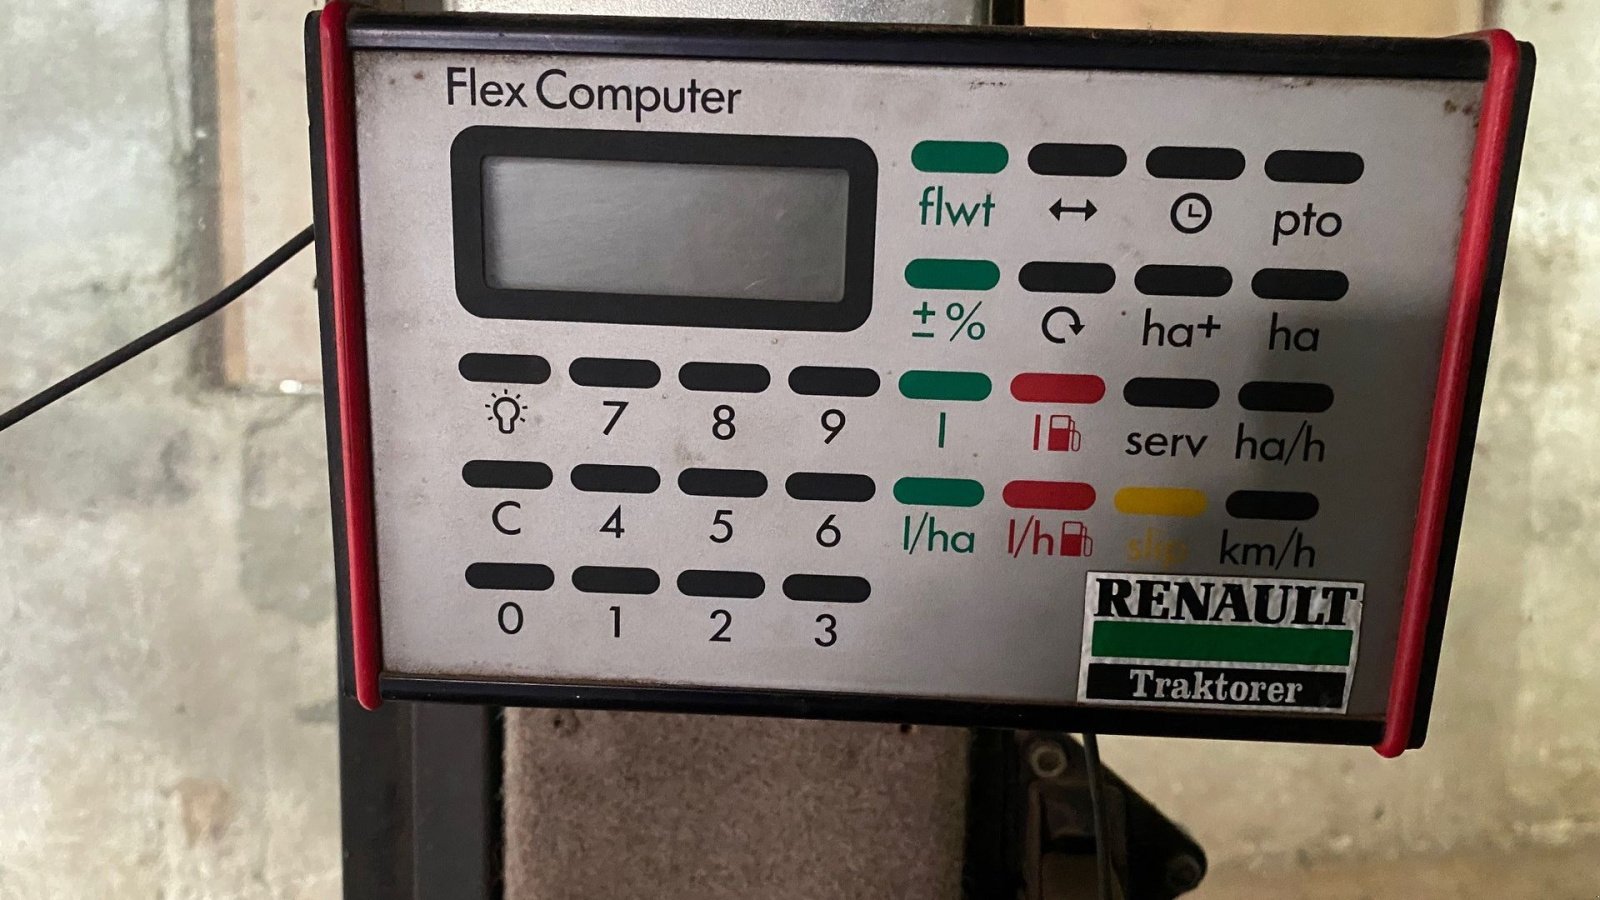 Flex Computer
flwt ↔ pto
±% ha+ ha
7 8 9 l l serv ha/h
C 4 5 6 l/ha l/h slip km/h
0 1 2 3
RENAULT
Traktorer